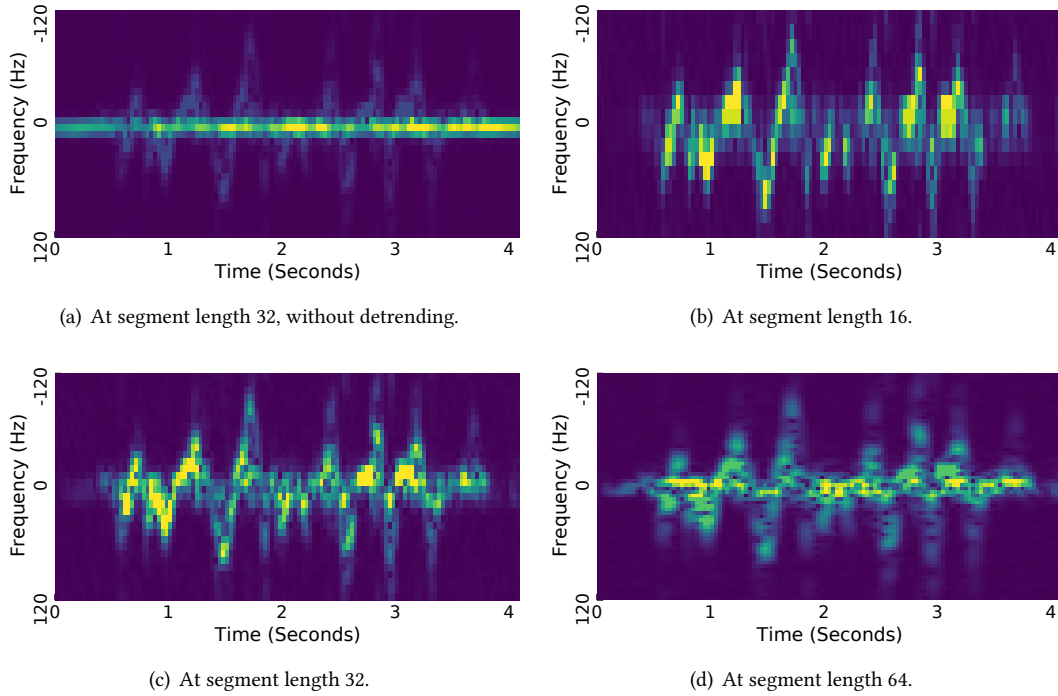 -120
0
120
Frequency (Hz)
0 1 2 3 4
Time (Seconds)
(a) At segment length 32, without detrending.
-120
0
120
Frequency (Hz)
0 1 2 3 4
Time (Seconds)
(b) At segment length 16.
-120
0
120
Frequency (Hz)
0 1 2 3 4
Time (Seconds)
(c) At segment length 32.
-120
0
120
Frequency (Hz)
0 1 2 3 4
Time (Seconds)
(d) At segment length 64.